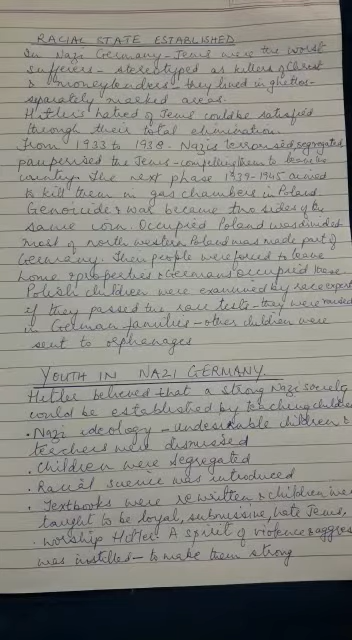 RACIAL STATE ESTABLISHED
In Nazi Germany - Jews were the worst
sufferers - stereotyped as killers of Christ
& moneylenders - they lived in ghettos -
separately marked areas.
Hitler's hatred of Jews could be satisfied
through their total elimination.
From 1933 to 1938. Nazis terrorised, segregated
pauperised the Jews - compelling them to leave the
country. The next phase 1939-1945 aimed
to kill them in gas chambers in Poland.
Genocide & war became two sides of the
same coin. Occupied Poland was divided
most of north western Poland was made part of
Germany. Then people were forced to leave
home & properties & Germans occupied these
Polish children were examined by race expert
if they passed the race tests - they were raised
in German families - other children were
sent to orphanages
YOUTH IN NAZI GERMANY.
Hitler believed that a strong Nazi society
could be established by teaching children
• Nazi ideology - undesirable children &
teachers were dismissed
• Children were segregated
• Racial science was introduced
• Textbooks were rewritten & children were
taught to be loyal, submissive, hate Jews,
• worship Hitler. A spirit of violence & aggress
was instilled - to make them strong